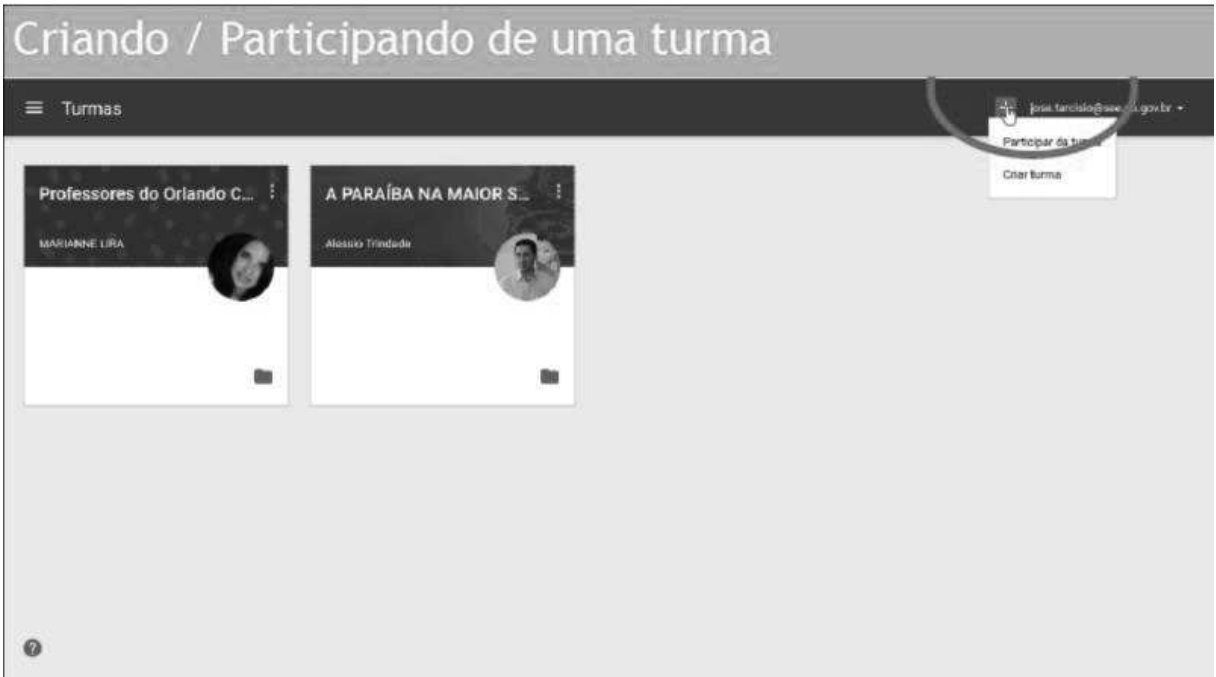 Criando / Participando de uma turma
Turmas
Participar da
Criar turma
Professores do Orlando C...
MARIANNE LIRA
A PARAÍBA NA MAIOR S...
Alessio Trindade